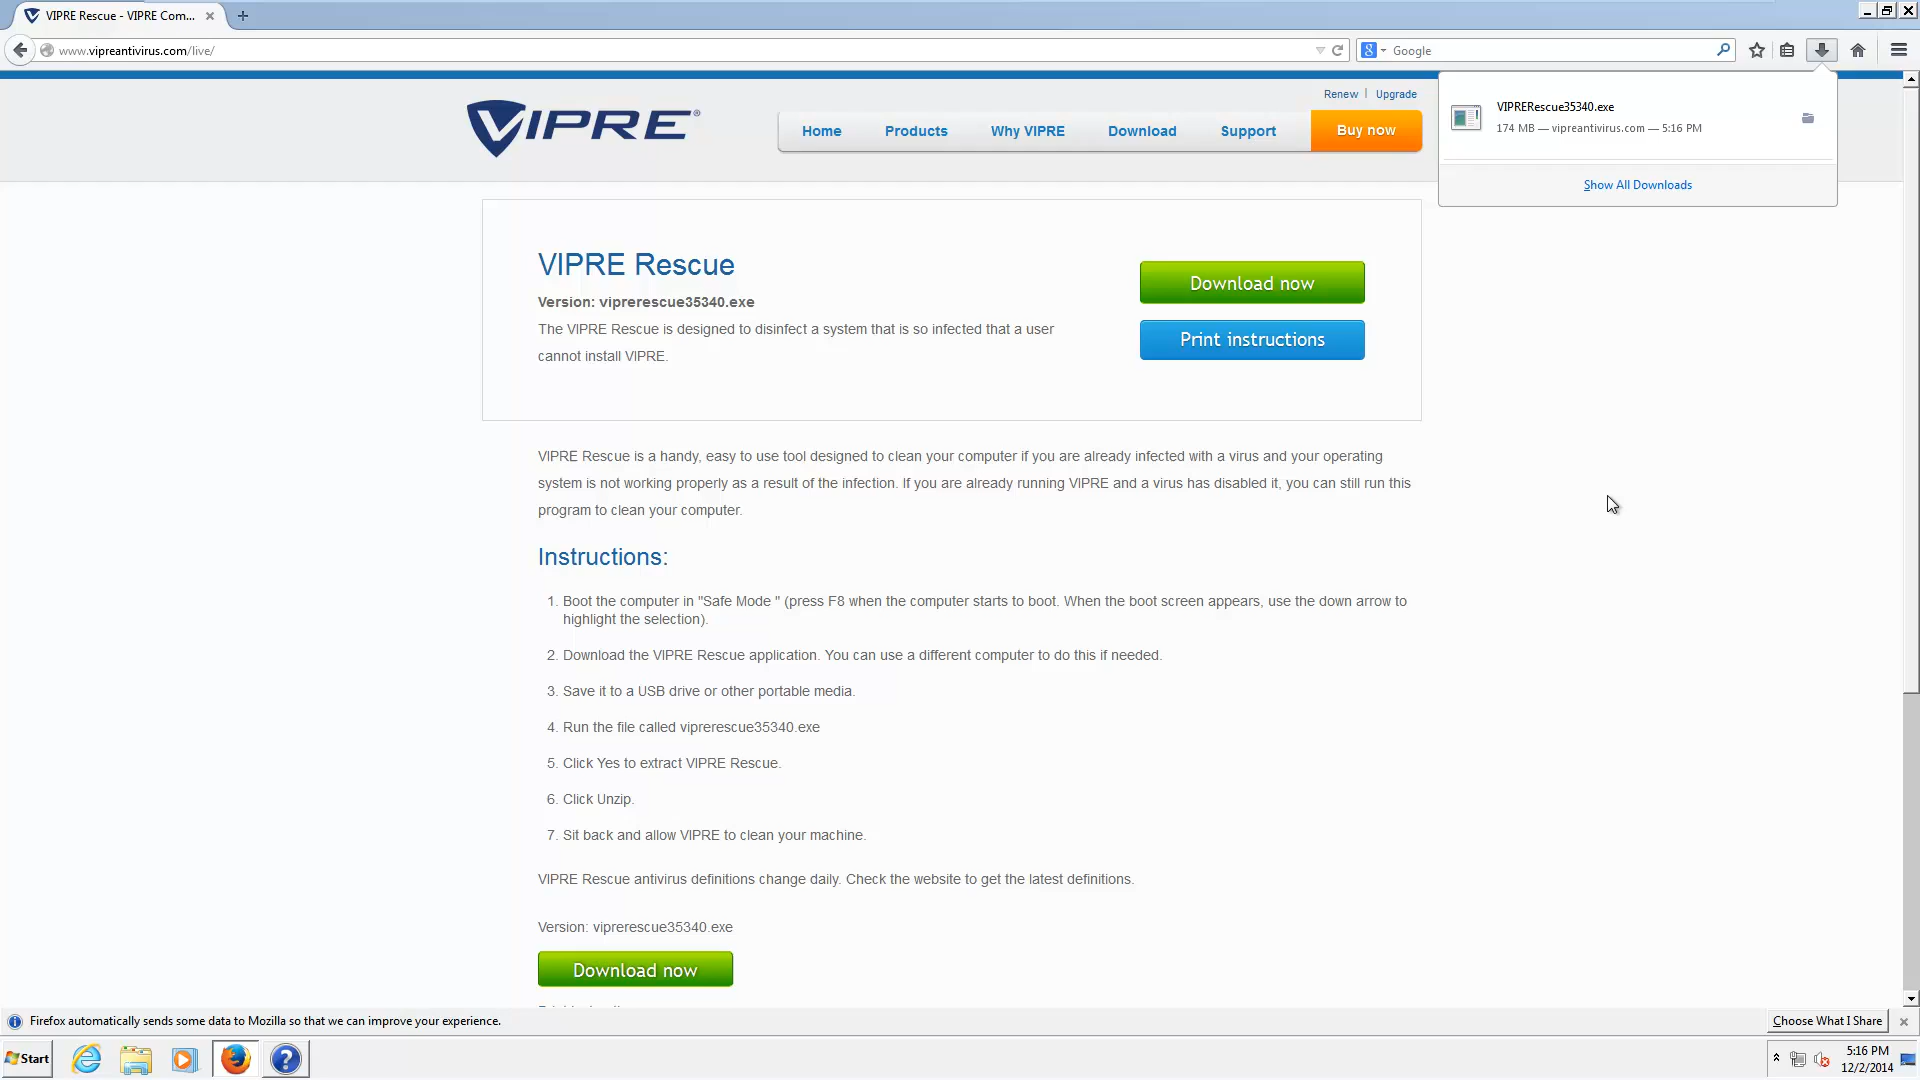 VIPRE Rescue - VIPRE Com...
www.vipreantivirus.com/live/
Google
VIPRERescue35340.exe
174 MB — vipreantivirus.com — 5:16 PM
Show All Downloads
Renew | Upgrade
VIPRE®
Home Products Why VIPRE Download Support Buy now
VIPRE Rescue
Version: viprerescue35340.exe
The VIPRE Rescue is designed to disinfect a system that is so infected that a user
cannot install VIPRE.
Download now
Print instructions
VIPRE Rescue is a handy, easy to use tool designed to clean your computer if you are already infected with a virus and your operating
system is not working properly as a result of the infection. If you are already running VIPRE and a virus has disabled it, you can still run this
program to clean your computer.
Instructions:
1. Boot the computer in "Safe Mode " (press F8 when the computer starts to boot. When the boot screen appears, use the down arrow to
highlight the selection).
2. Download the VIPRE Rescue application. You can use a different computer to do this if needed.
3. Save it to a USB drive or other portable media.
4. Run the file called viprerescue35340.exe
5. Click Yes to extract VIPRE Rescue.
6. Click Unzip.
7. Sit back and allow VIPRE to clean your machine.
VIPRE Rescue antivirus definitions change daily. Check the website to get the latest definitions.
Version: viprerescue35340.exe
Download now
Firefox automatically sends some data to Mozilla so that we can improve your experience.
Choose What I Share
Start
5:16 PM
12/2/2014